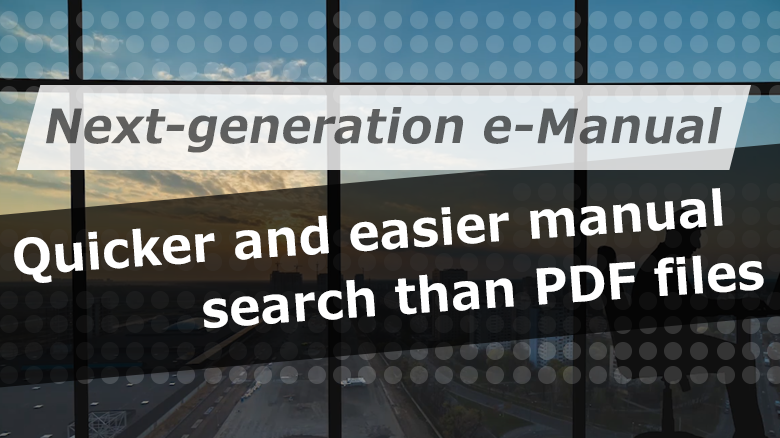 Next-generation e-Manual
Quicker and easier manual
search than PDF files